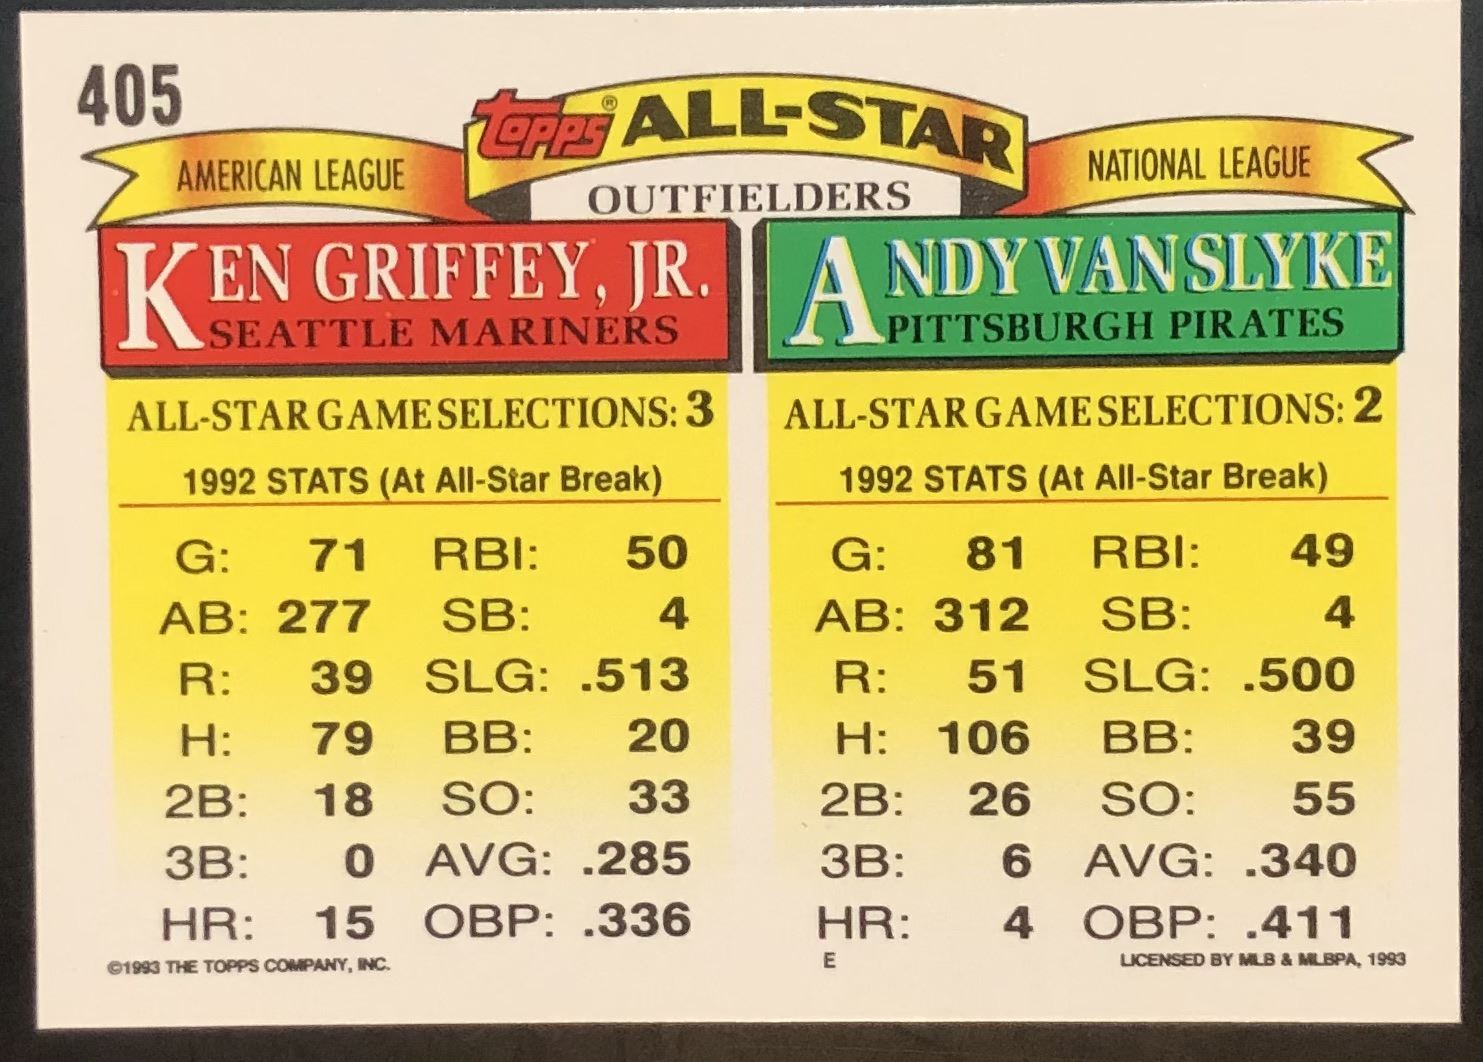 405
Topps® ALL-STAR
AMERICAN LEAGUE
NATIONAL LEAGUE
OUTFIELDERS
KEN GRIFFEY, JR.
SEATTLE MARINERS
ALL-STAR GAME SELECTIONS: 3
1992 STATS (At All-Star Break)
G: 71 RBI: 50
AB: 277 SB: 4
R: 39 SLG: .513
H: 79 BB: 20
2B: 18 SO: 33
3B: 0 AVG: .285
HR: 15 OBP: .336
ANDY VAN SLYKE
PITTSBURGH PIRATES
ALL-STAR GAME SELECTIONS: 2
1992 STATS (At All-Star Break)
G: 81 RBI: 49
AB: 312 SB: 4
R: 51 SLG: .500
H: 106 BB: 39
2B: 26 SO: 55
3B: 6 AVG: .340
HR: 4 OBP: .411
©1993 THE TOPPS COMPANY, INC.
E
LICENSED BY MLB & MLBPA, 1993